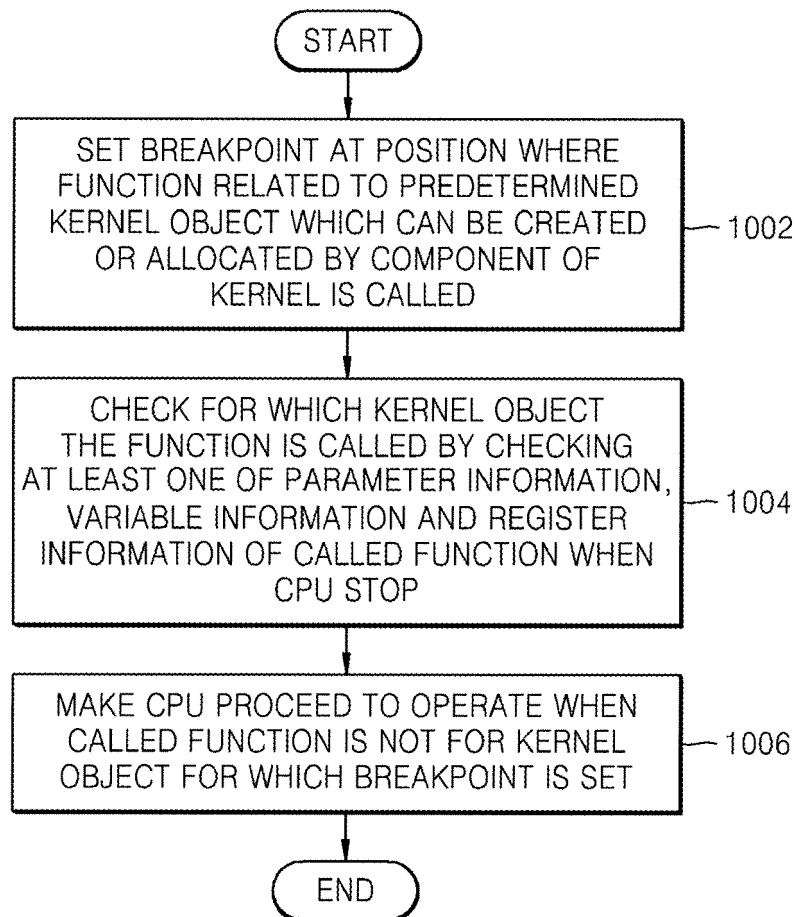 START
SET BREAKPOINT AT POSITION WHERE
FUNCTION RELATED TO PREDETERMINED
KERNEL OBJECT WHICH CAN BE CREATED
OR ALLOCATED BY COMPONENT OF
KERNEL IS CALLED
1002
CHECK FOR WHICH KERNEL OBJECT
THE FUNCTION IS CALLED BY CHECKING
AT LEAST ONE OF PARAMETER INFORMATION,
VARIABLE INFORMATION AND REGISTER
INFORMATION OF CALLED FUNCTION WHEN
CPU STOP
1004
MAKE CPU PROCEED TO OPERATE WHEN
CALLED FUNCTION IS NOT FOR KERNEL
OBJECT FOR WHICH BREAKPOINT IS SET
1006
END